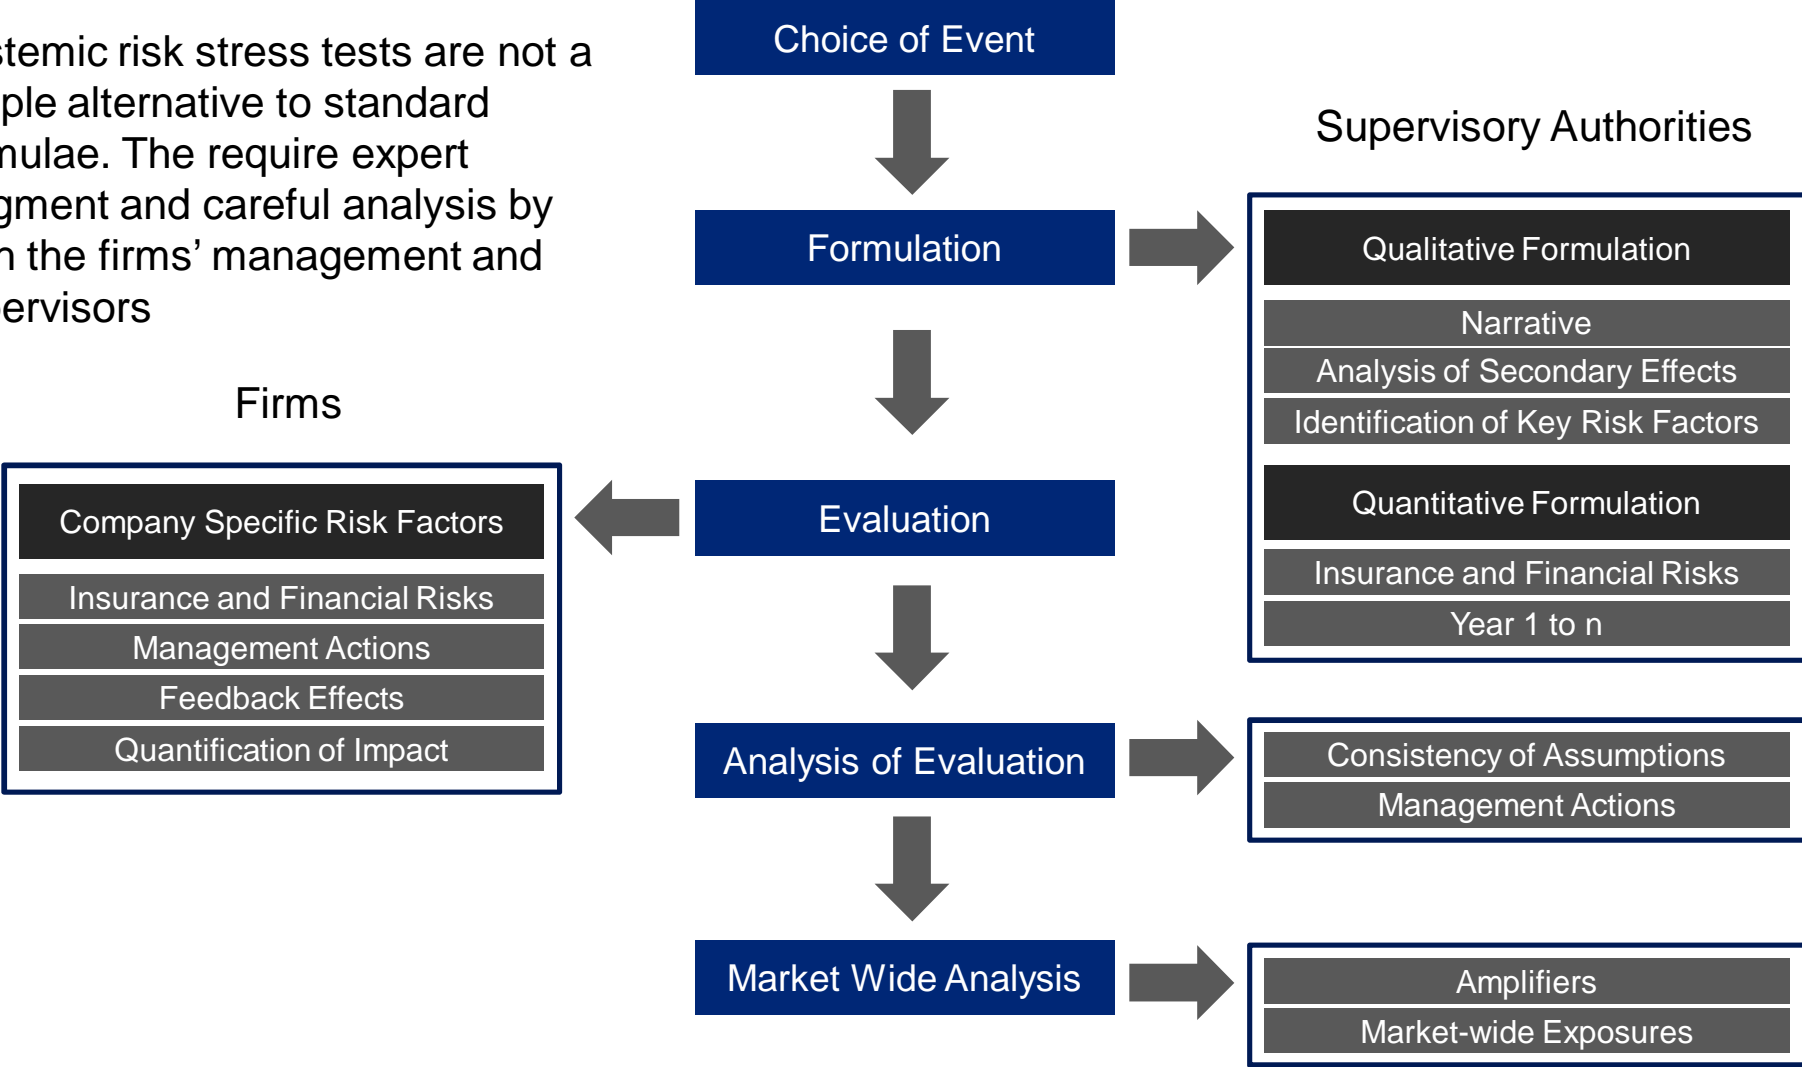 stemic risk stress tests are not a
ple alternative to standard
mulae. The require expert
gment and careful analysis by
n the firms’ management and
pervisors
Choice of Event
Supervisory Authorities
Formulation
Qualitative Formulation
Narrative
Analysis of Secondary Effects
Identification of Key Risk Factors
Quantitative Formulation
Insurance and Financial Risks
Year 1 to n
Firms
Evaluation
Company Specific Risk Factors
Insurance and Financial Risks
Management Actions
Feedback Effects
Quantification of Impact
Analysis of Evaluation
Consistency of Assumptions
Management Actions
Market Wide Analysis
Amplifiers
Market-wide Exposures